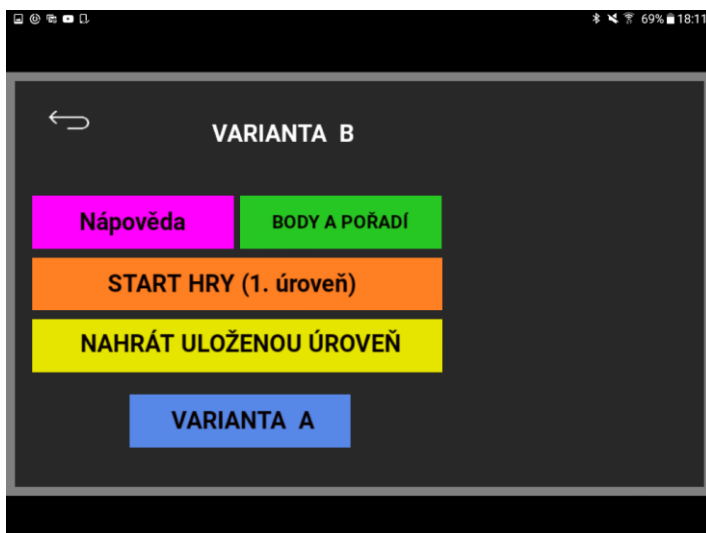 69% 18:11
VARIANTA B
Nápověda
BODY A POŘADÍ
START HRY (1. úroveň)
NAHRÁT ULOŽENOU ÚROVEŇ
VARIANTA A